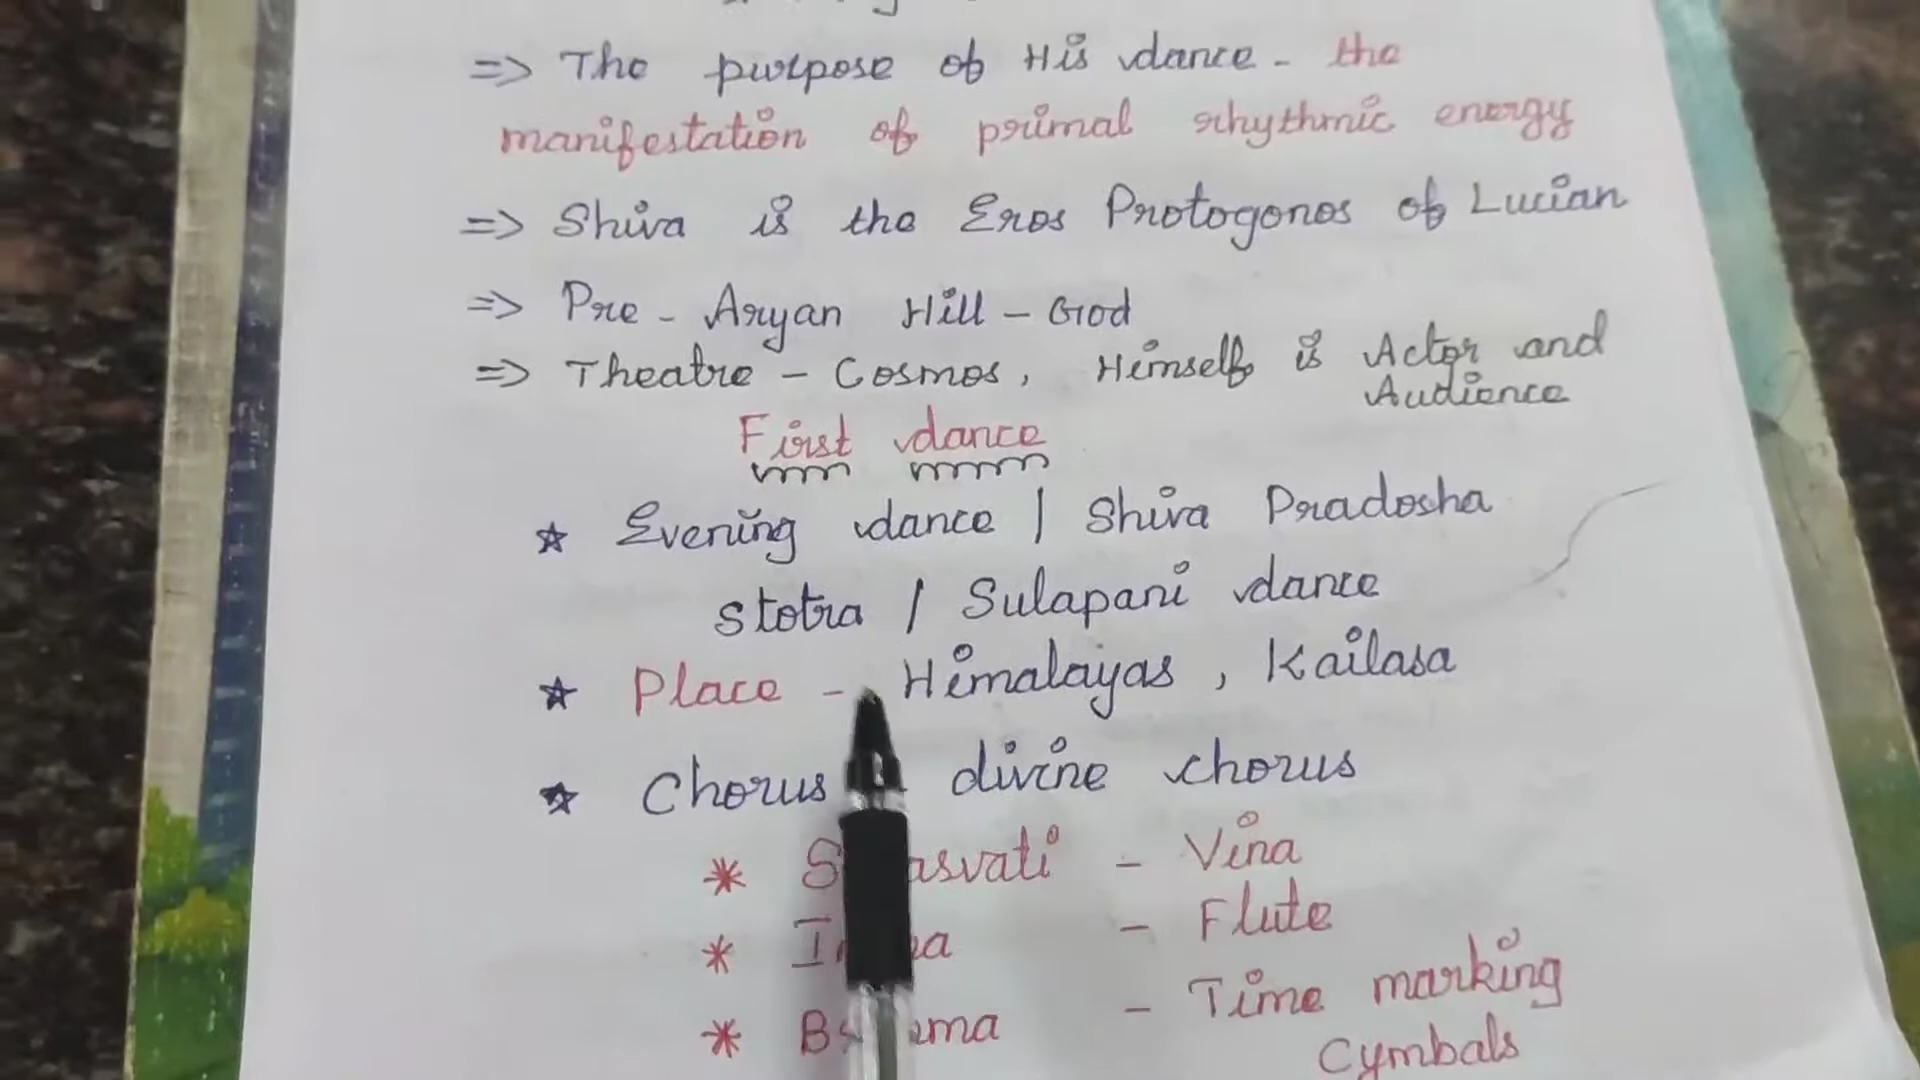 => The purpose of His dance - the
manifestation of primal rhythmic energy
=> Shiva is the Eros Protogonos of Lucian
=> Pre - Aryan Hill - God
=> Theatre - Cosmos, Himself is Actor and
Audience
First dance
☆ Evening dance | Shiva Pradosha
Stotra / Sulapani dance
☆ Place - Himalayas, Kailasa
☆ Chorus divine chorus
* - Vina
* - Flute
* - Time marking
Cymbals